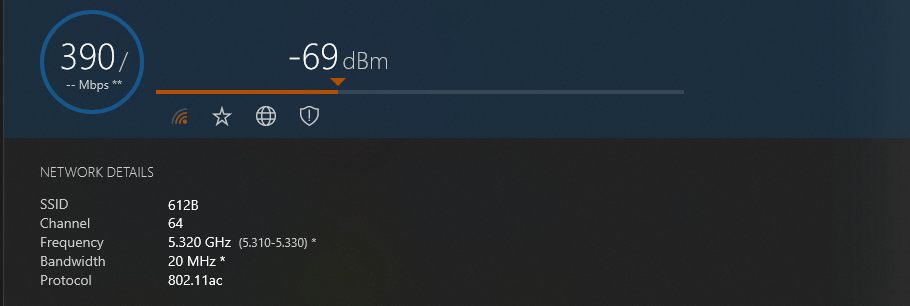 390/
-- Mbps **
-69 dBm
NETWORK DETAILS
SSID 612B
Channel 64
Frequency 5.320 GHz (5.310-5.330) *
Bandwidth 20 MHz *
Protocol 802.11ac